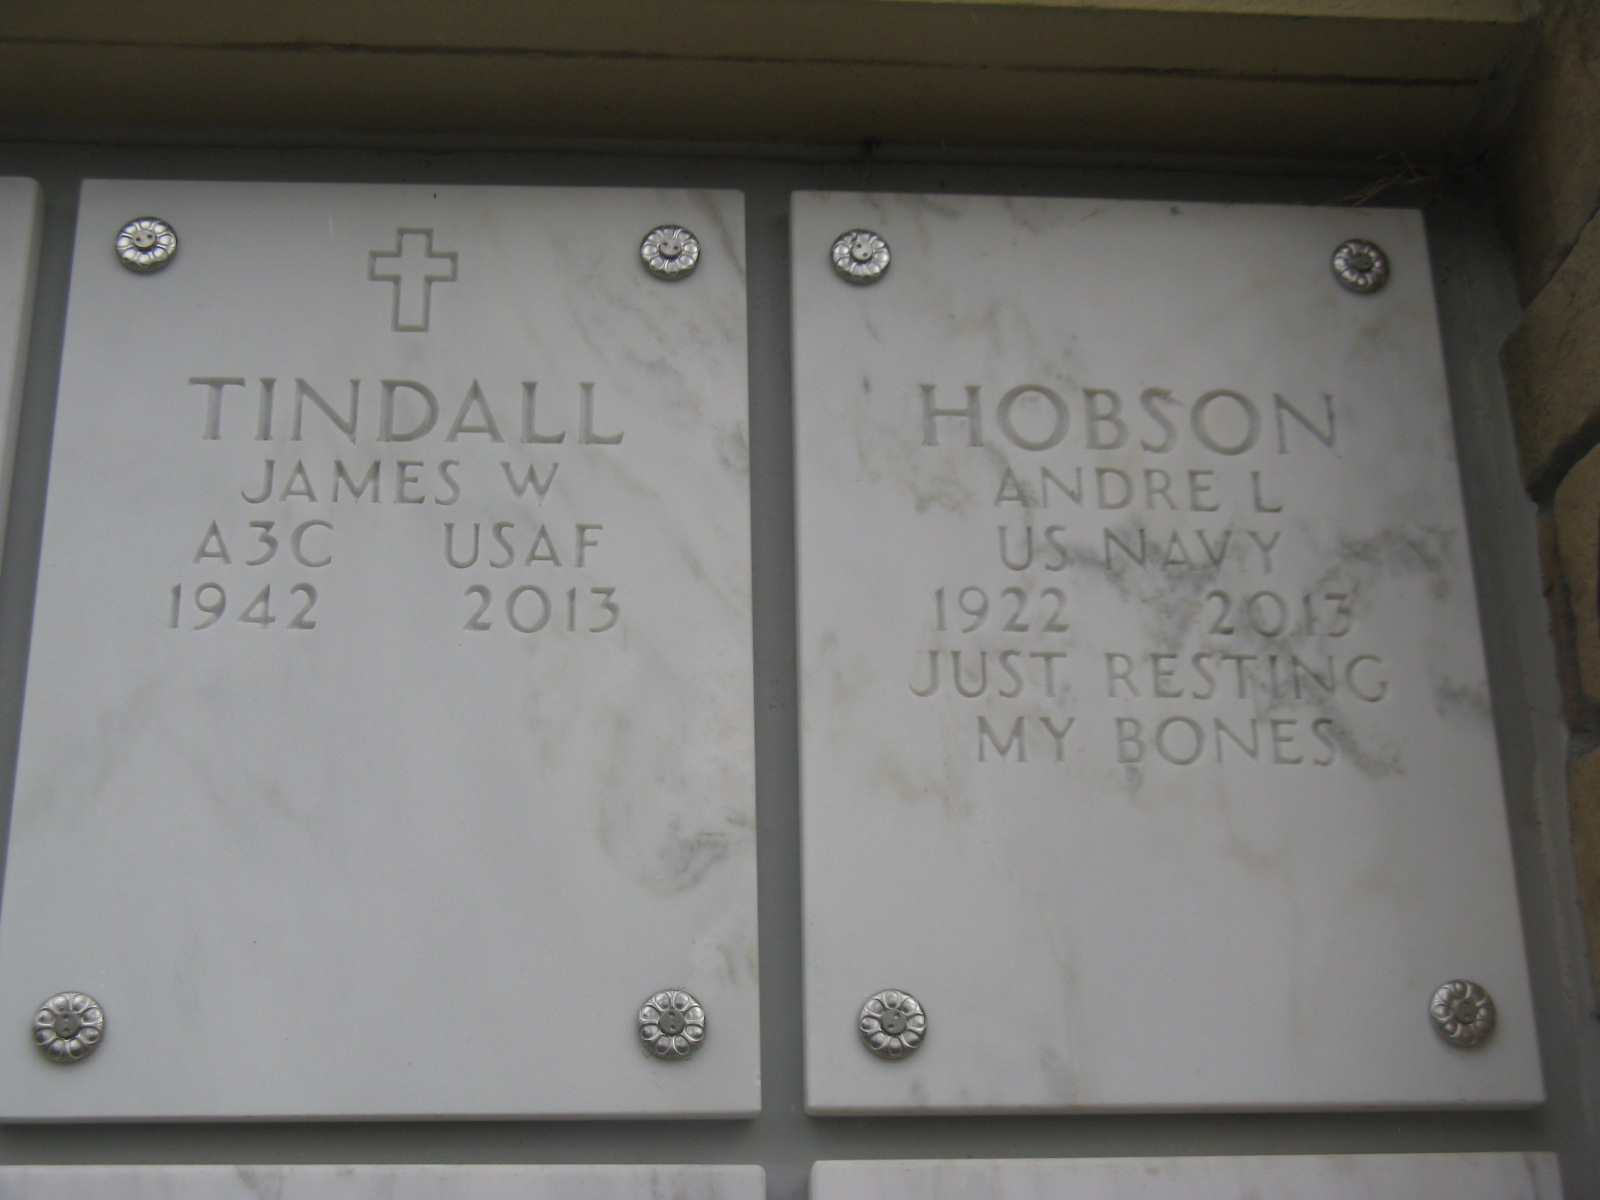 TINDALL
JAMES W
A3C USAF
1942 2013
HOBSON
ANDRE L
US NAVY
1922 2013
JUST RESTING
MY BONES